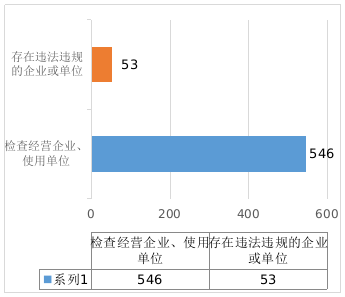 存在违法违规
的企业或单位
53
检查经营企业、
使用单位
546
0 200 400 600
检查经营企业、使用 存在违法违规的企业
单位 或单位
系列1 546 53